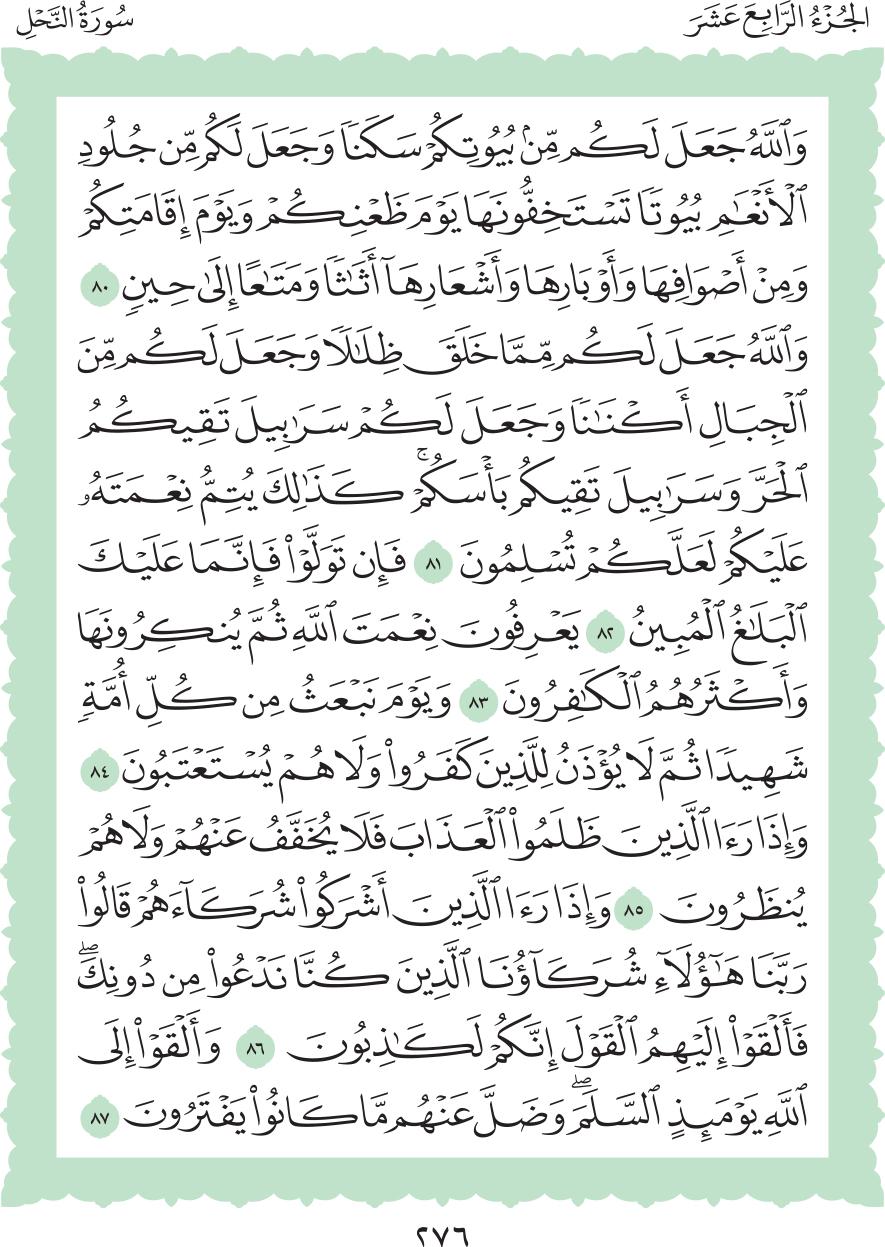 الجُزْءُ الرَّابِعَ عَشَرَ
سُورَةُ النَّحْلِ
وَٱللَّهُ جَعَلَ لَكُم مِّنۢ بُيُوتِكُمْ سَكَنًا وَجَعَلَ لَكُم مِّن جُلُودِ
ٱلْأَنْعَٰمِ بُيُوتًا تَسْتَخِفُّونَهَا يَوْمَ ظَعْنِكُمْ وَيَوْمَ إِقَامَتِكُمْ
وَمِنْ أَصْوَافِهَا وَأَوْبَارِهَا وَأَشْعَارِهَآ أَثَٰثًا وَمَتَٰعًا إِلَىٰ حِينٍ ٨٠
وَٱللَّهُ جَعَلَ لَكُم مِّمَّا خَلَقَ ظِلَٰلًا وَجَعَلَ لَكُم مِّنَ
ٱلْجِبَالِ أَكْنَٰنًا وَجَعَلَ لَكُمْ سَرَٰبِيلَ تَقِيكُمُ
ٱلْحَرَّ وَسَرَٰبِيلَ تَقِيكُم بَأْسَكُمْۚ كَذَٰلِكَ يُتِمُّ نِعْمَتَهُۥ
عَلَيْكُمْ لَعَلَّكُمْ تُسْلِمُونَ ٨١ فَإِن تَوَلَّوْا۟ فَإِنَّمَا عَلَيْكَ
ٱلْبَلَٰغُ ٱلْمُبِينُ ٨٢ يَعْرِفُونَ نِعْمَتَ ٱللَّهِ ثُمَّ يُنكِرُونَهَا
وَأَكْثَرُهُمُ ٱلْكَٰفِرُونَ ٨٣ وَيَوْمَ نَبْعَثُ مِن كُلِّ أُمَّةٍ
شَهِيدًا ثُمَّ لَا يُؤْذَنُ لِلَّذِينَ كَفَرُوا۟ وَلَا هُمْ يُسْتَعْتَبُونَ ٨٤
وَإِذَا رَءَا ٱلَّذِينَ ظَلَمُوا۟ ٱلْعَذَابَ فَلَا يُخَفَّفُ عَنْهُمْ وَلَا هُمْ
يُنظَرُونَ ٨٥ وَإِذَا رَءَا ٱلَّذِينَ أَشْرَكُوا۟ شُرَكَآءَهُمْ قَالُوا۟
رَبَّنَا هَٰٓؤُلَآءِ شُرَكَآؤُنَا ٱلَّذِينَ كُنَّا نَدْعُوا۟ مِن دُونِكَۖ
فَأَلْقَوْا۟ إِلَيْهِمُ ٱلْقَوْلَ إِنَّكُمْ لَكَٰذِبُونَ ٨٦ وَأَلْقَوْا۟ إِلَى
ٱللَّهِ يَوْمَئِذٍ ٱلسَّلَمَۖ وَضَلَّ عَنْهُم مَّا كَانُوا۟ يَفْتَرُونَ ٨٧
٢٧٦